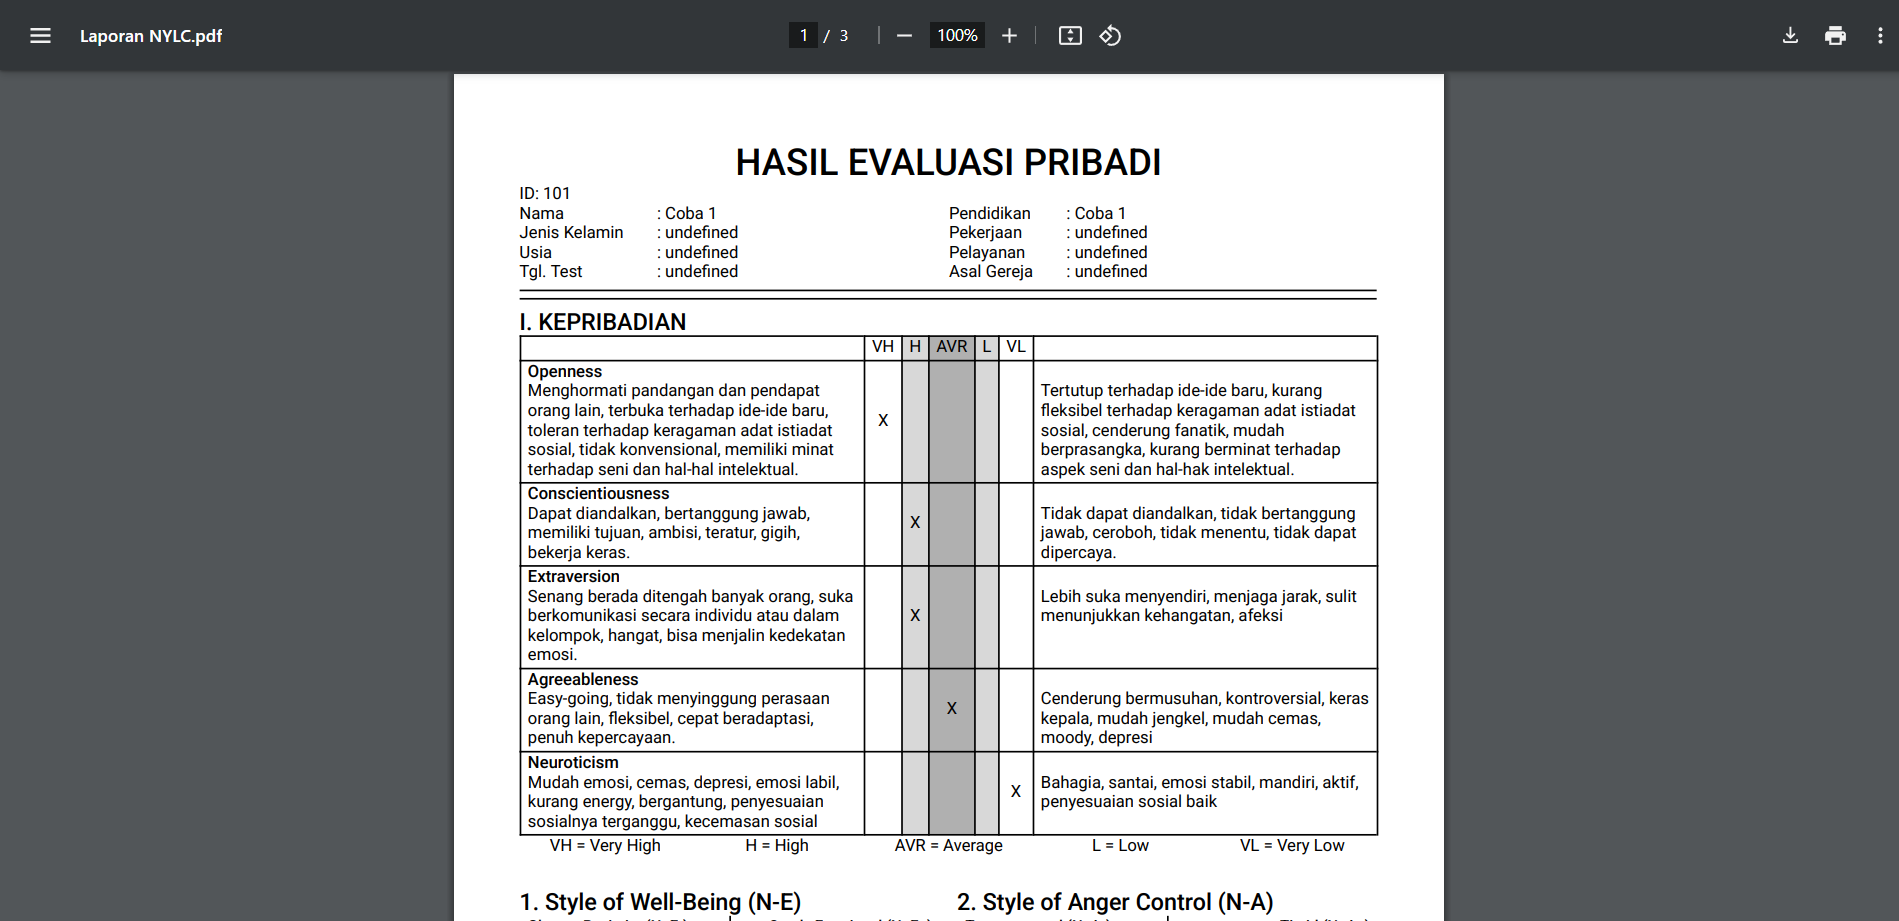 Laporan NYLC.pdf
1 / 3
100%
HASIL EVALUASI PRIBADI
ID: 101
Nama : Coba 1 Pendidikan : Coba 1
Jenis Kelamin : undefined Pekerjaan : undefined
Usia : undefined Pelayanan : undefined
Tgl. Test : undefined Asal Gereja : undefined
I. KEPRIBADIAN
VH H AVR L VL
Openness
Menghormati pandangan dan pendapat
orang lain, terbuka terhadap ide-ide baru,
toleran terhadap keragaman adat istiadat
sosial, tidak konvensional, memiliki minat
terhadap seni dan hal-hal intelektual.
X
Tertutup terhadap ide-ide baru, kurang
fleksibel terhadap keragaman adat istiadat
sosial, cenderung fanatik, mudah
berprasangka, kurang berminat terhadap
aspek seni dan hal-hak intelektual.
Conscientiousness
Dapat diandalkan, bertanggung jawab,
memiliki tujuan, ambisi, teratur, gigih,
bekerja keras.
X
Tidak dapat diandalkan, tidak bertanggung
jawab, ceroboh, tidak menentu, tidak dapat
dipercaya.
Extraversion
Senang berada ditengah banyak orang, suka
berkomunikasi secara individu atau dalam
kelompok, hangat, bisa menjalin kedekatan
emosi.
X
Lebih suka menyendiri, menjaga jarak, sulit
menunjukkan kehangatan, afeksi
Agreeableness
Easy-going, tidak menyinggung perasaan
orang lain, fleksibel, cepat beradaptasi,
penuh kepercayaan.
X
Cenderung bermusuhan, kontroversial, keras
kepala, mudah jengkel, mudah cemas,
moody, depresi
Neuroticism
Mudah emosi, cemas, depresi, emosi labil,
kurang energy, bergantung, penyesuaian
sosialnya terganggu, kecemasan sosial
X
Bahagia, santai, emosi stabil, mandiri, aktif,
penyesuaian sosial baik
VH = Very High H = High AVR = Average L = Low VL = Very Low
1. Style of Well-Being (N-E) 2. Style of Anger Control (N-A)